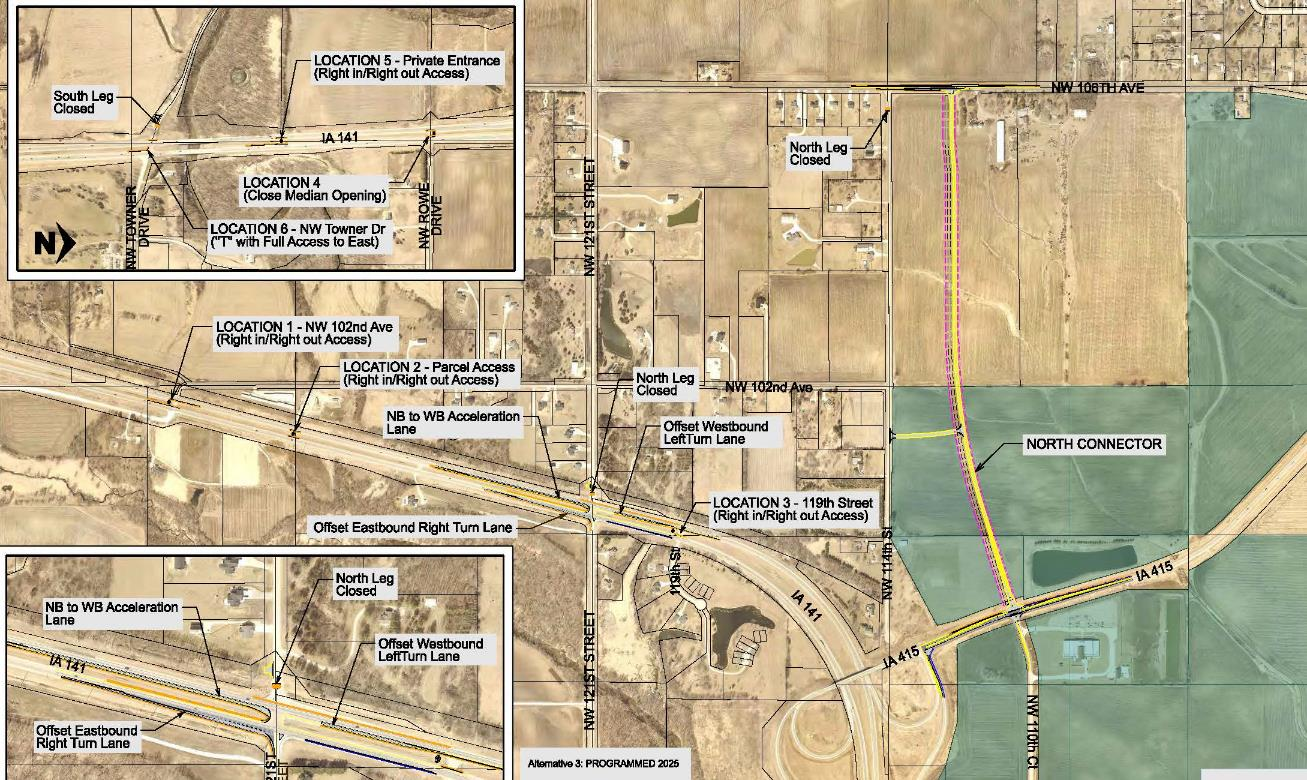 LOCATION 5 - Private Entrance
(Right in/Right out Access)
South Leg
Closed
IA 141
LOCATION 4
(Close Median Opening)
LOCATION 6 - NW Towner Dr
("T" with Full Access to East)
NW TOWNER
DRIVE
NW ROWE
DRIVE
N
NW 106TH AVE
North Leg
Closed
NW 121ST STREET
LOCATION 1 - NW 102nd Ave
(Right in/Right out Access)
LOCATION 2 - Parcel Access
(Right in/Right out Access)
North Leg
Closed
NW 102nd Ave
NB to WB Acceleration
Lane
Offset Westbound
LeftTurn Lane
NORTH CONNECTOR
LOCATION 3 - 119th Street
(Right in/Right out Access)
Offset Eastbound Right Turn Lane
119th St
NW 114th St
IA 141
IA 415
IA 415
NW 121ST STREET
NW 110th Ct
North Leg
Closed
NB to WB Acceleration
Lane
Offset Westbound
LeftTurn Lane
IA 141
Offset Eastbound
Right Turn Lane
Alternative 3: PROGRAMMED 2025